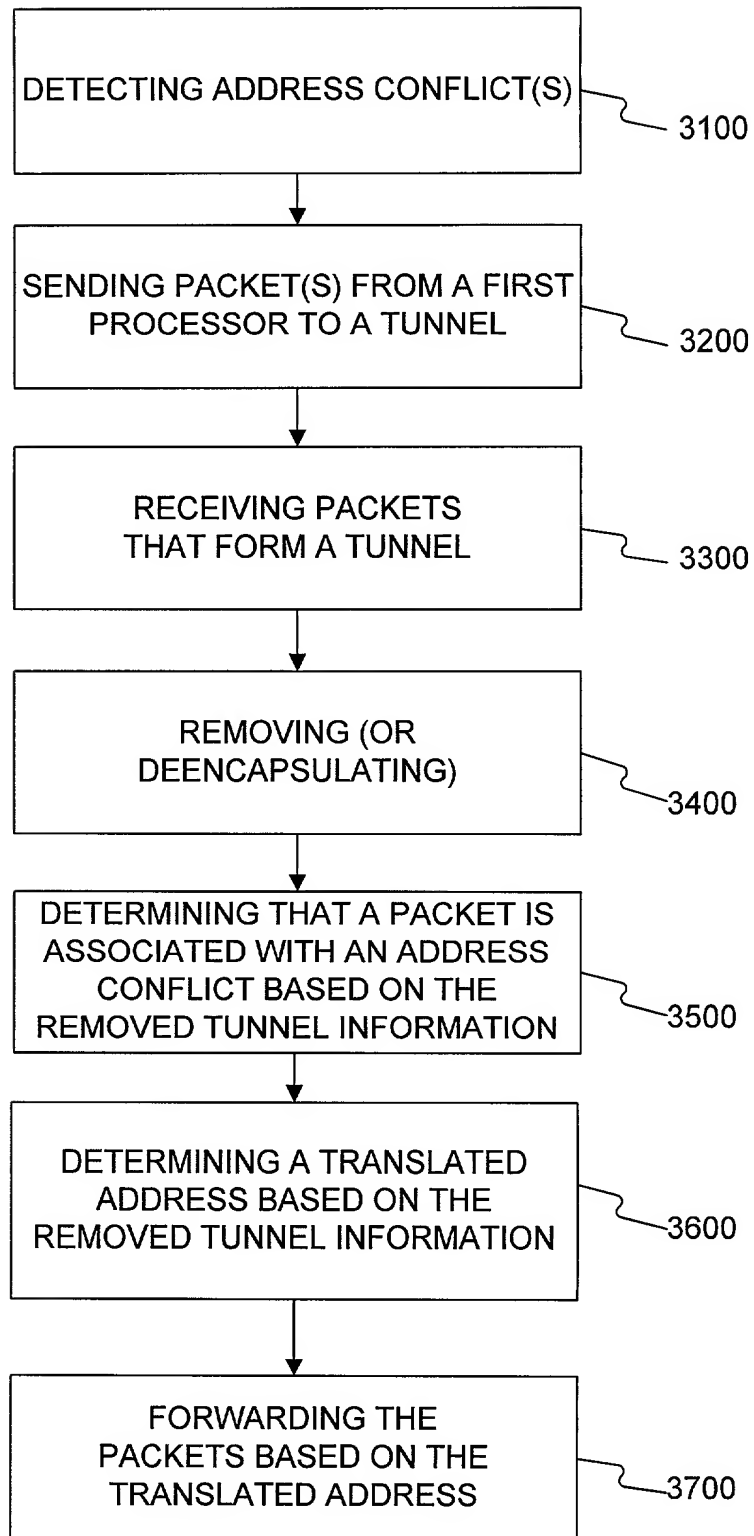 DETECTING ADDRESS CONFLICT(S)
3100
SENDING PACKET(S) FROM A FIRST
PROCESSOR TO A TUNNEL
3200
RECEIVING PACKETS
THAT FORM A TUNNEL
3300
REMOVING (OR
DEENCAPSULATING)
3400
DETERMINING THAT A PACKET IS
ASSOCIATED WITH AN ADDRESS
CONFLICT BASED ON THE
REMOVED TUNNEL INFORMATION
3500
DETERMINING A TRANSLATED
ADDRESS BASED ON THE
REMOVED TUNNEL INFORMATION
3600
FORWARDING THE
PACKETS BASED ON THE
TRANSLATED ADDRESS
3700